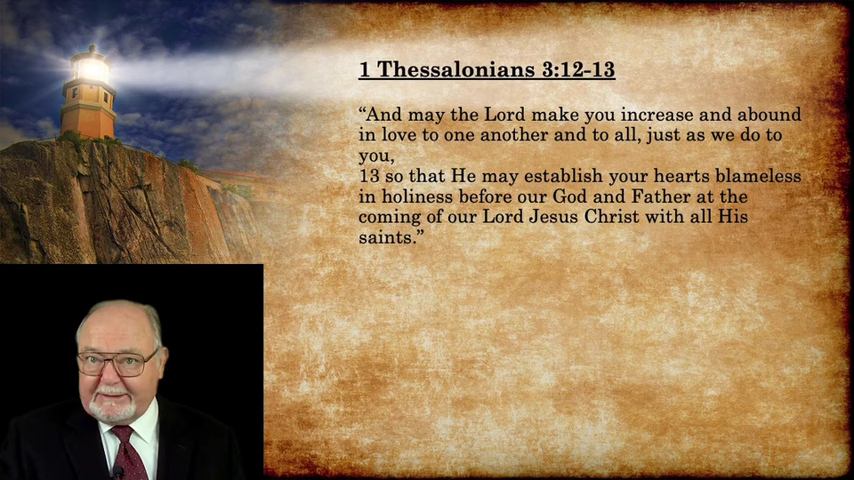 1 Thessalonians 3:12-13
“And may the Lord make you increase and abound
in love to one another and to all, just as we do to
you,
13 so that He may establish your hearts blameless
in holiness before our God and Father at the
coming of our Lord Jesus Christ with all His
saints.”